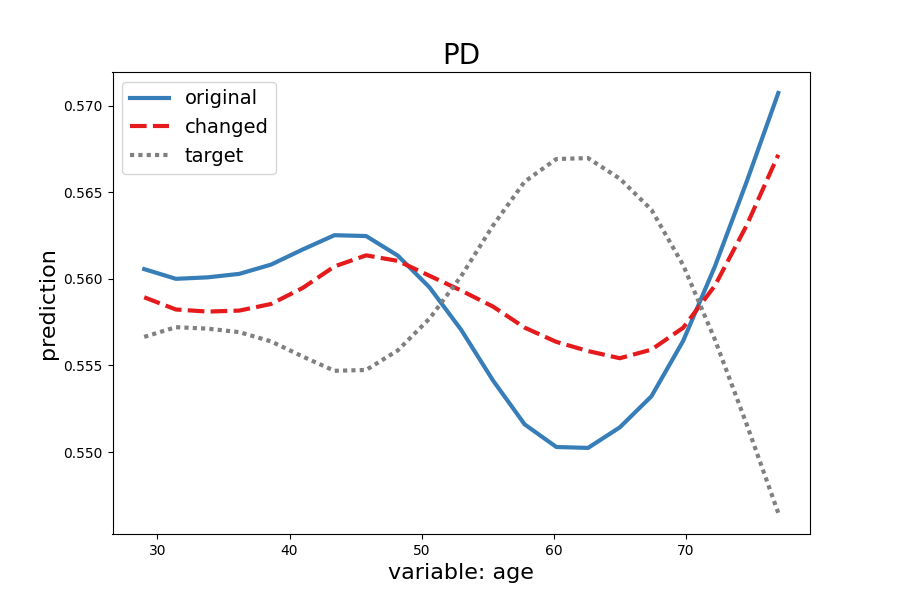 PD
original
changed
target
0.570
0.565
0.560
0.555
0.550
prediction
30 40 50 60 70
variable: age